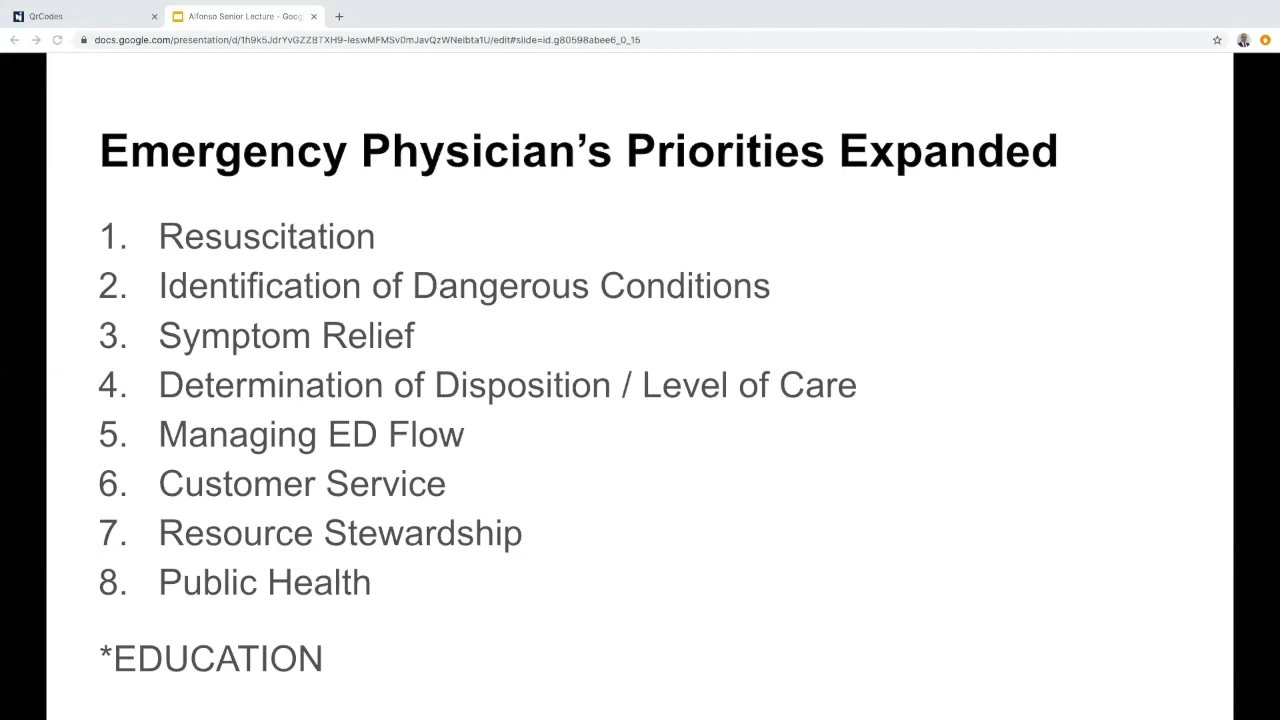 QrCodes
Alfonso Senior Lecture - Goog
docs.google.com/presentation/d/1h9k5JdrYvGZZBTXH9-leswMFMSv0mJavQzWNeibta1U/edit#slide=id.g80598abee6_0_15
Emergency Physician’s Priorities Expanded
1. Resuscitation
2. Identification of Dangerous Conditions
3. Symptom Relief
4. Determination of Disposition / Level of Care
5. Managing ED Flow
6. Customer Service
7. Resource Stewardship
8. Public Health
*EDUCATION